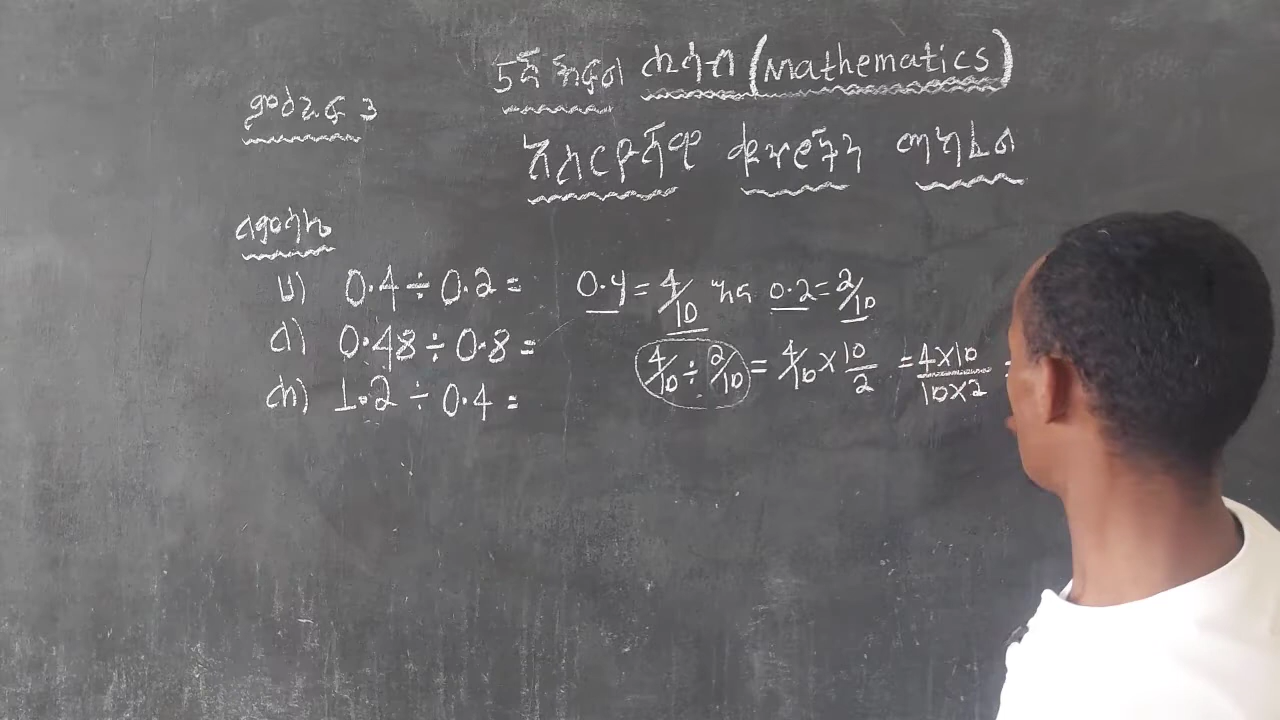 5ኛ ክፍል ሒሳብ (Mathematics)
ምዕራፍ 3
አስርዮሻዊ ቁጥሮችን ማካፈል
ለምሳሌ
ሀ) 0.4 ÷ 0.2 = 0.4 = 4/10 እና 0.2 = 2/10
ለ) 0.48 ÷ 0.8 = 4/10 ÷ 2/10 = 4/10 × 10/2 = 4×10/10×2 =
ሐ) 1.2 ÷ 0.4 =